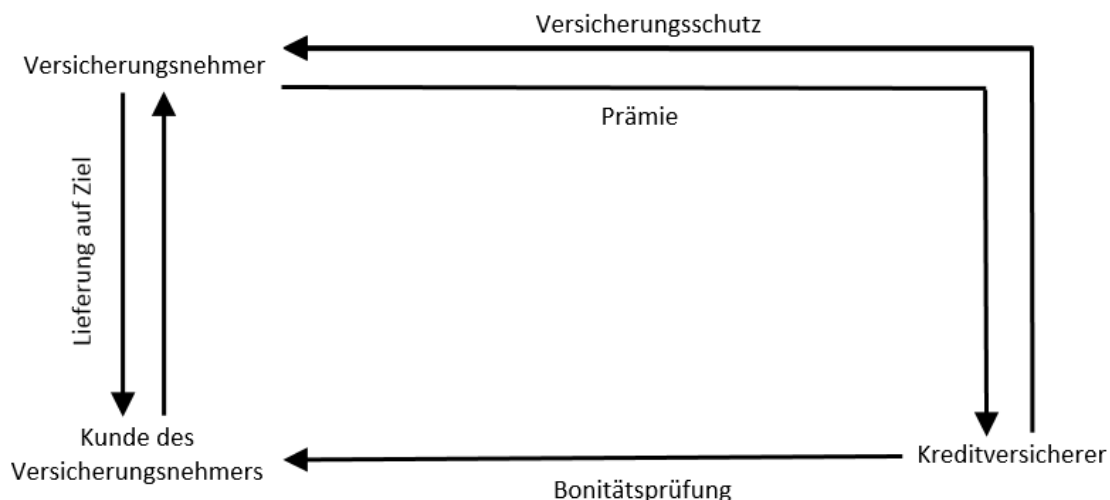 Versicherungsschutz
Versicherungsnehmer
Prämie
Lieferung auf Ziel
Kunde des
Versicherungsnehmers
Kreditversicherer
Bonitätsprüfung